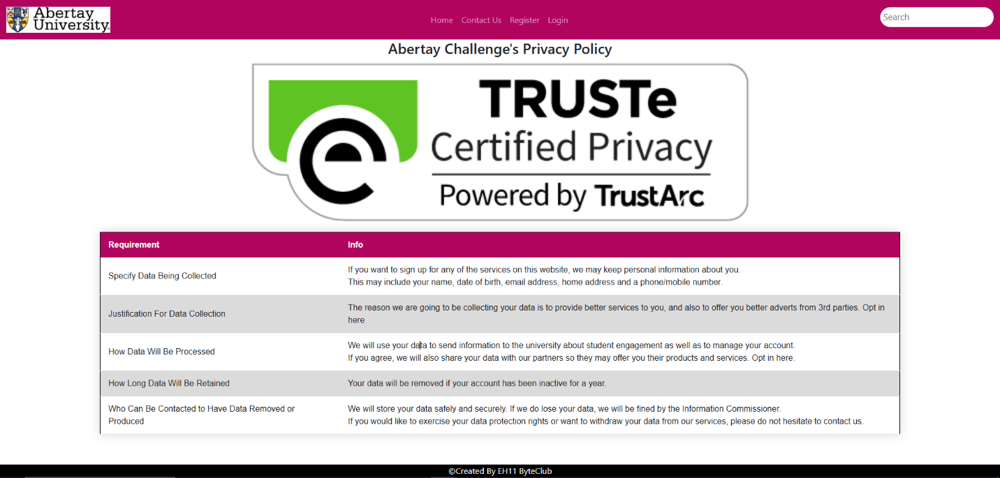 Abertay
University
Home Contact Us Register Login
Search
Abertay Challenge's Privacy Policy
TRUSTe
Certified Privacy
Powered by TrustArc
Requirement Info
Specify Data Being Collected
If you want to sign up for any of the services on this website, we may keep personal information about you.
This may include your name, date of birth, email address, home address and a phone/mobile number.
Justification For Data Collection
The reason we are going to be collecting your data is to provide better services to you, and also to offer you better adverts from 3rd parties. Opt in
here
How Data Will Be Processed
We will use your data to send information to the university about student engagement as well as to manage your account.
If you agree, we will also share your data with our partners so they may offer you their products and services. Opt in here.
How Long Data Will Be Retained
Your data will be removed if your account has been inactive for a year.
Who Can Be Contacted to Have Data Removed or
Produced
We will store your data safely and securely. If we do lose your data, we will be fined by the Information Commissioner.
If you would like to exercise your data protection rights or want to withdraw your data from our services, please do not hesitate to contact us.
©Created By EH11 ByteClub